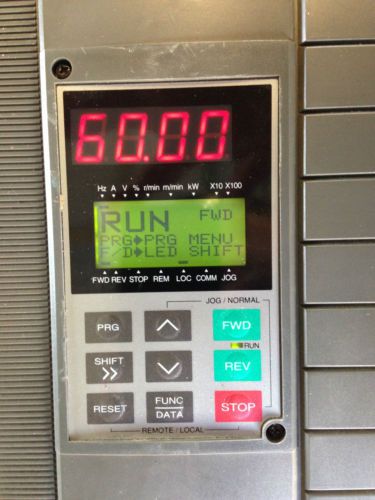 60.00
Hz A V % r/min m/min kW X10 X100
RUN FWD
PRG▶PRG MENU
F/D▶LED SHIFT
FWD REV STOP REM LOC COMM JOG
JOG / NORMAL
PRG
FWD
RUN
SHIFT
>>
REV
RESET
FUNC
DATA
STOP
REMOTE / LOCAL